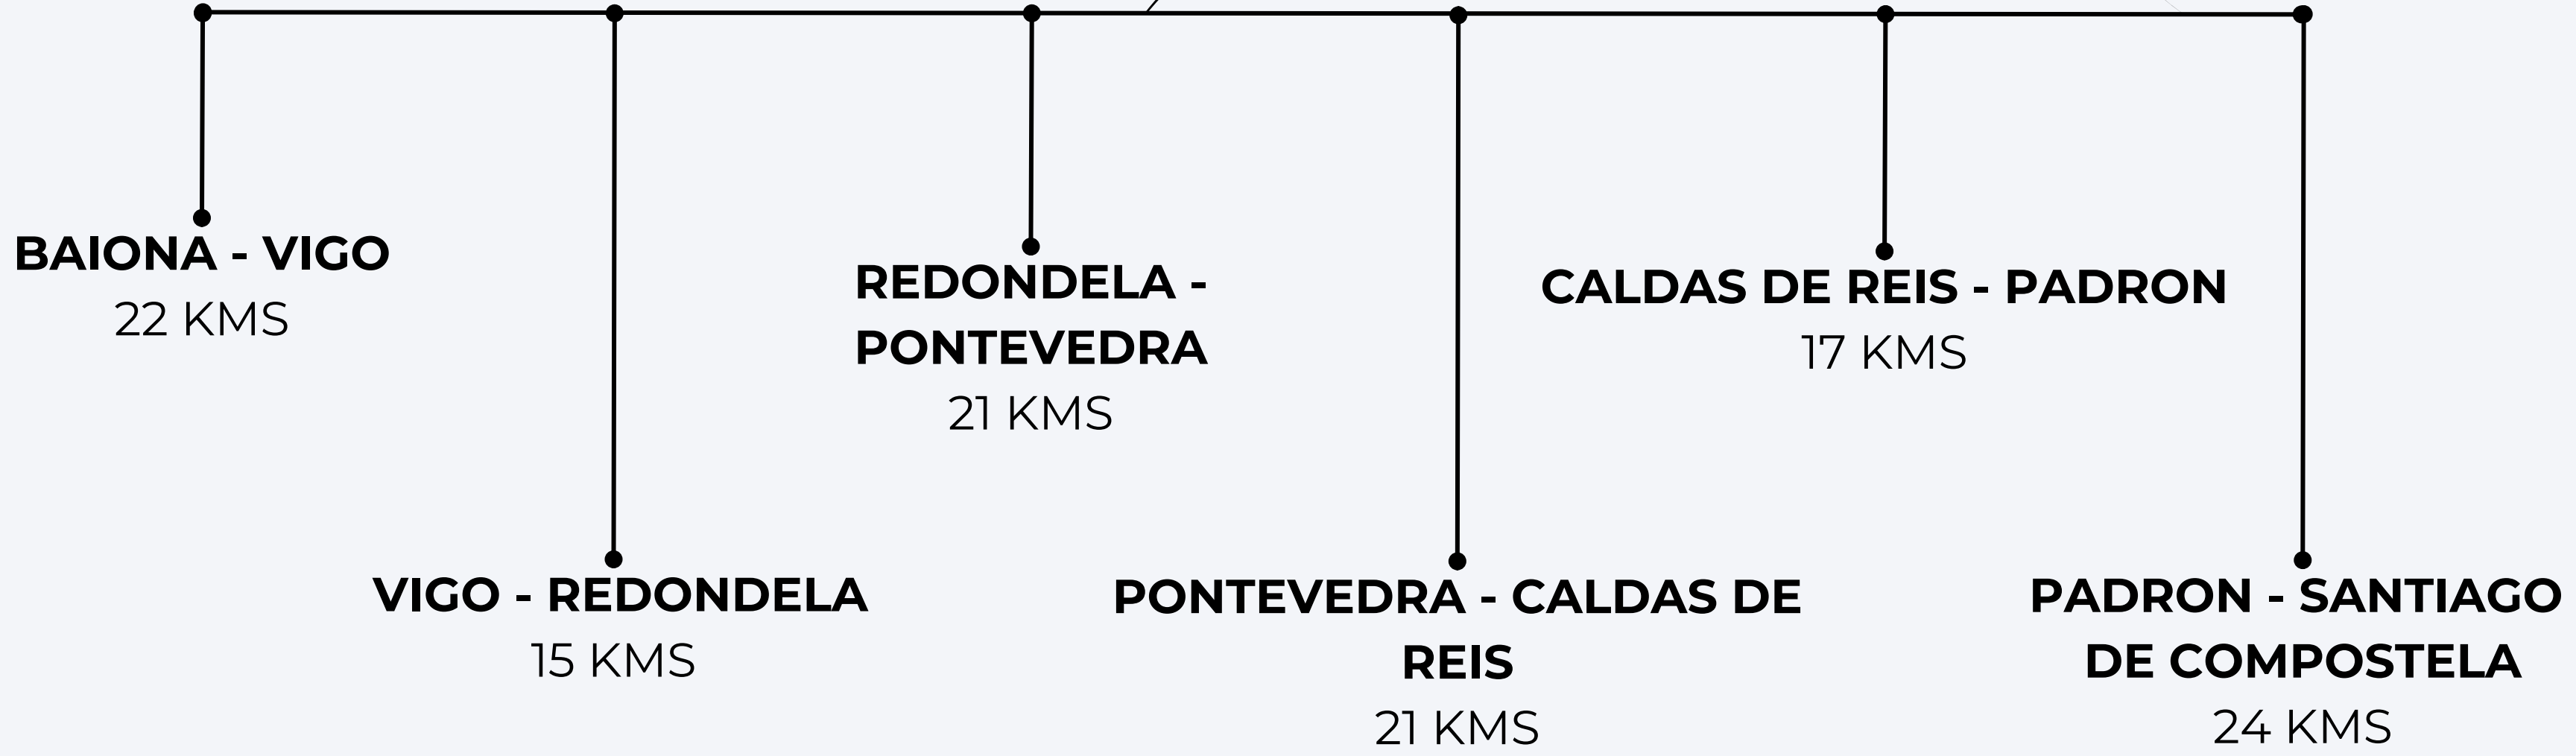 BAIONA - VIGO
22 KMS
VIGO - REDONDELA
15 KMS
REDONDELA -
PONTEVEDRA
21 KMS
PONTEVEDRA - CALDAS DE
REIS
21 KMS
CALDAS DE REIS - PADRON
17 KMS
PADRON - SANTIAGO
DE COMPOSTELA
24 KMS